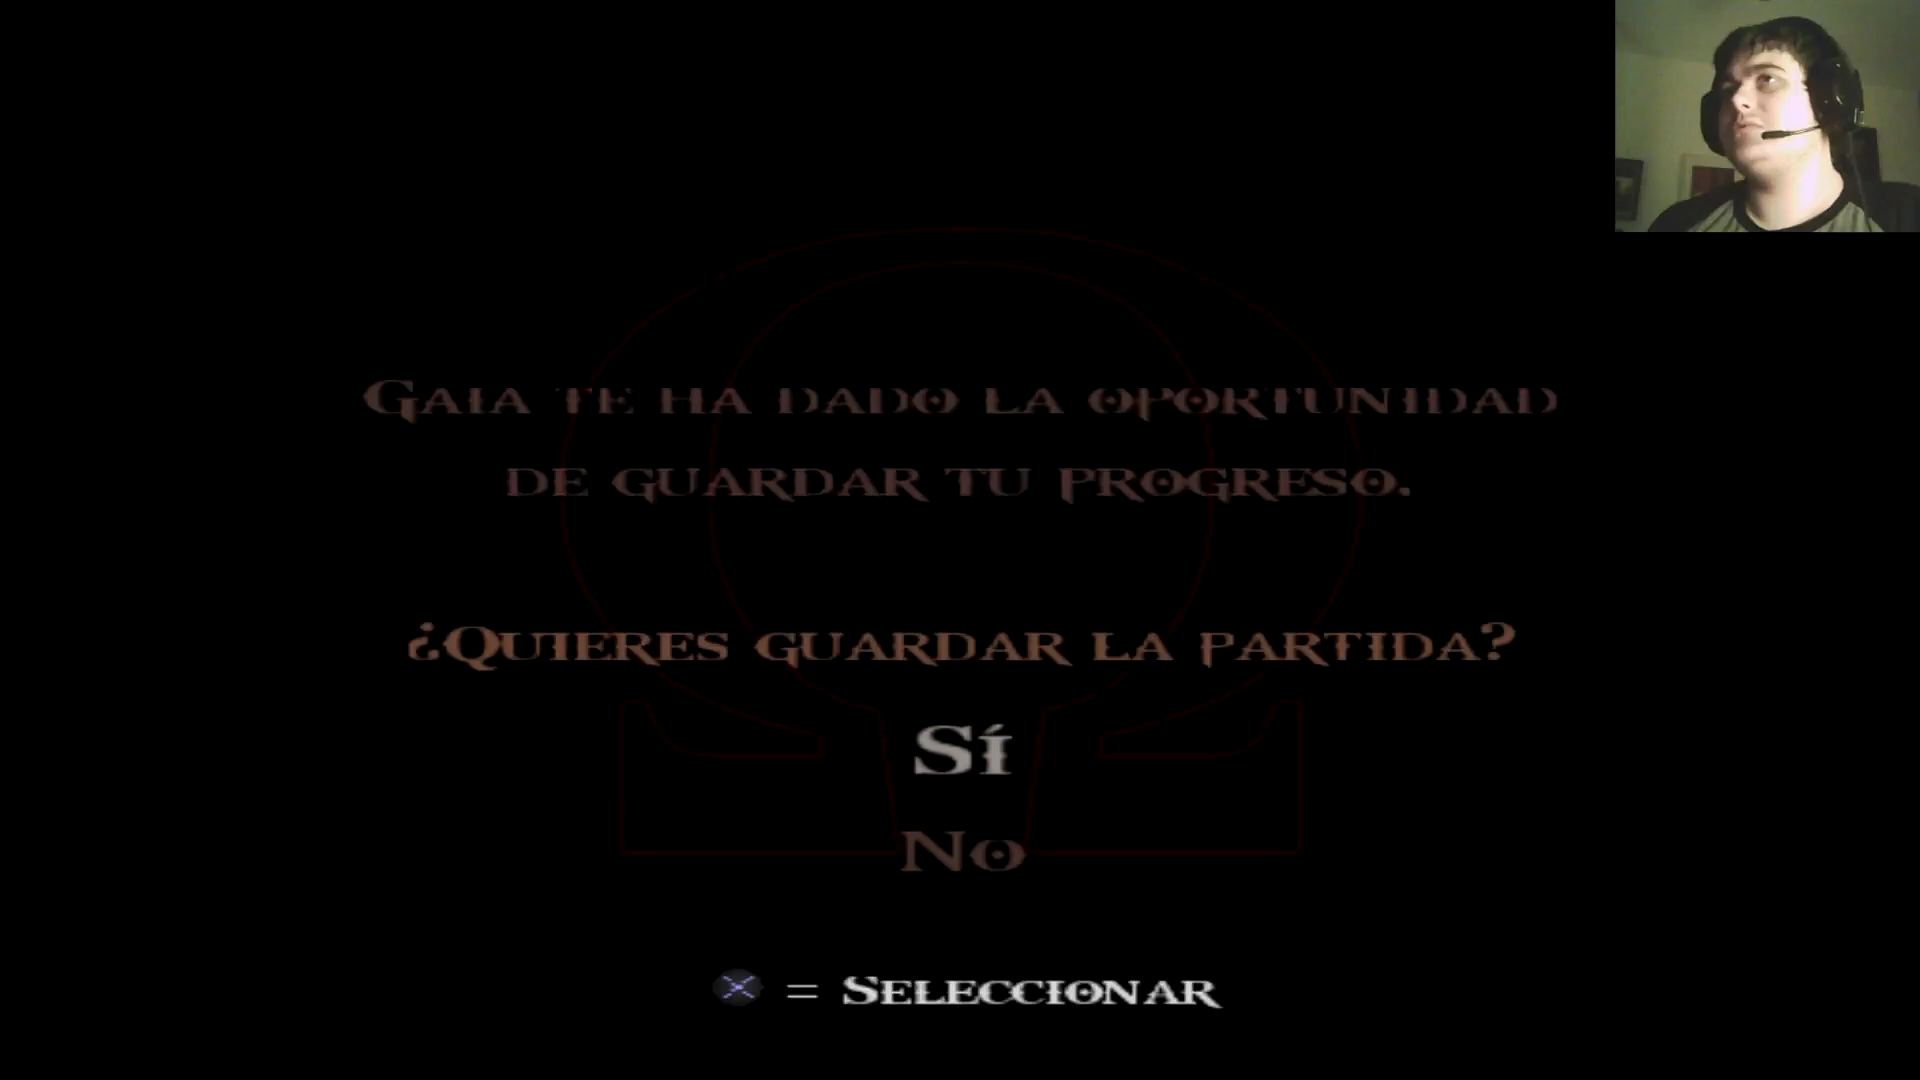 Gaia te ha dado la oportunidad
de guardar tu progreso.
¿Quieres guardar la partida?
Sí
No
= Seleccionar